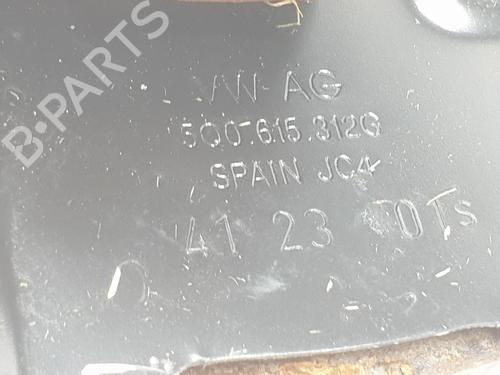 B-PARTS
VW AG
5Q0.615.312G
SPAIN JC4
41 23